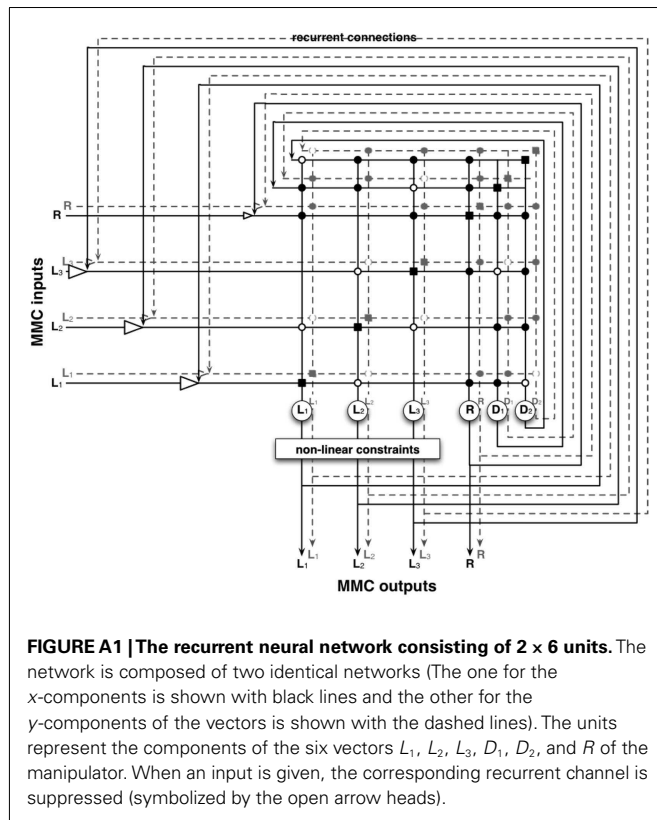 recurrent connections
MMC inputs
R
R
L₃
L₃
L₂
L₂
L₁
L₁
L₁ L₁ L₂ L₂ L₃ L₃ R R D₁ D₁ D₂ D₂
non-linear constraints
L₁ L₁ L₂ L₂ L₃ L₃ R R
MMC outputs
FIGURE A1 | The recurrent neural network consisting of 2 × 6 units. The
network is composed of two identical networks (The one for the
x-components is shown with black lines and the other for the
y-components of the vectors is shown with the dashed lines). The units
represent the components of the six vectors L₁, L₂, L₃, D₁, D₂, and R of the
manipulator. When an input is given, the corresponding recurrent channel is
suppressed (symbolized by the open arrow heads).